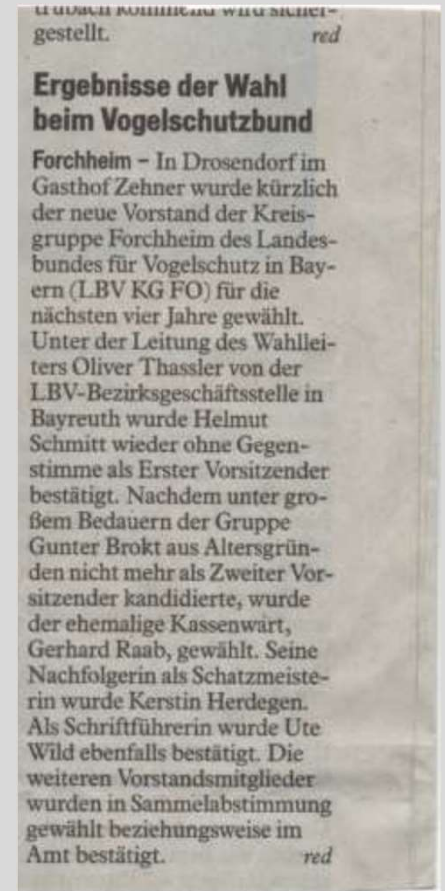 kommend wird sicher-
gestellt. red
Ergebnisse der Wahl
beim Vogelschutzbund
Forchheim – In Drosendorf im
Gasthof Zehner wurde kürzlich
der neue Vorstand der Kreis-
gruppe Forchheim des Landes-
bundes für Vogelschutz in Bay-
ern (LBV KG FO) für die
nächsten vier Jahre gewählt.
Unter der Leitung des Wahllei-
ters Oliver Thassler von der
LBV-Bezirksgeschäftsstelle in
Bayreuth wurde Helmut
Schmitt wieder ohne Gegen-
stimme als Erster Vorsitzender
bestätigt. Nachdem unter gro-
ßem Bedauern der Gruppe
Gunter Brokt aus Altersgrün-
den nicht mehr als Zweiter Vor-
sitzender kandidierte, wurde
der ehemalige Kassenwart,
Gerhard Raab, gewählt. Seine
Nachfolgerin als Schatzmeiste-
rin wurde Kerstin Herdegen.
Als Schriftführerin wurde Ute
Wild ebenfalls bestätigt. Die
weiteren Vorstandsmitglieder
wurden in Sammelabstimmung
gewählt beziehungsweise im
Amt bestätigt. red